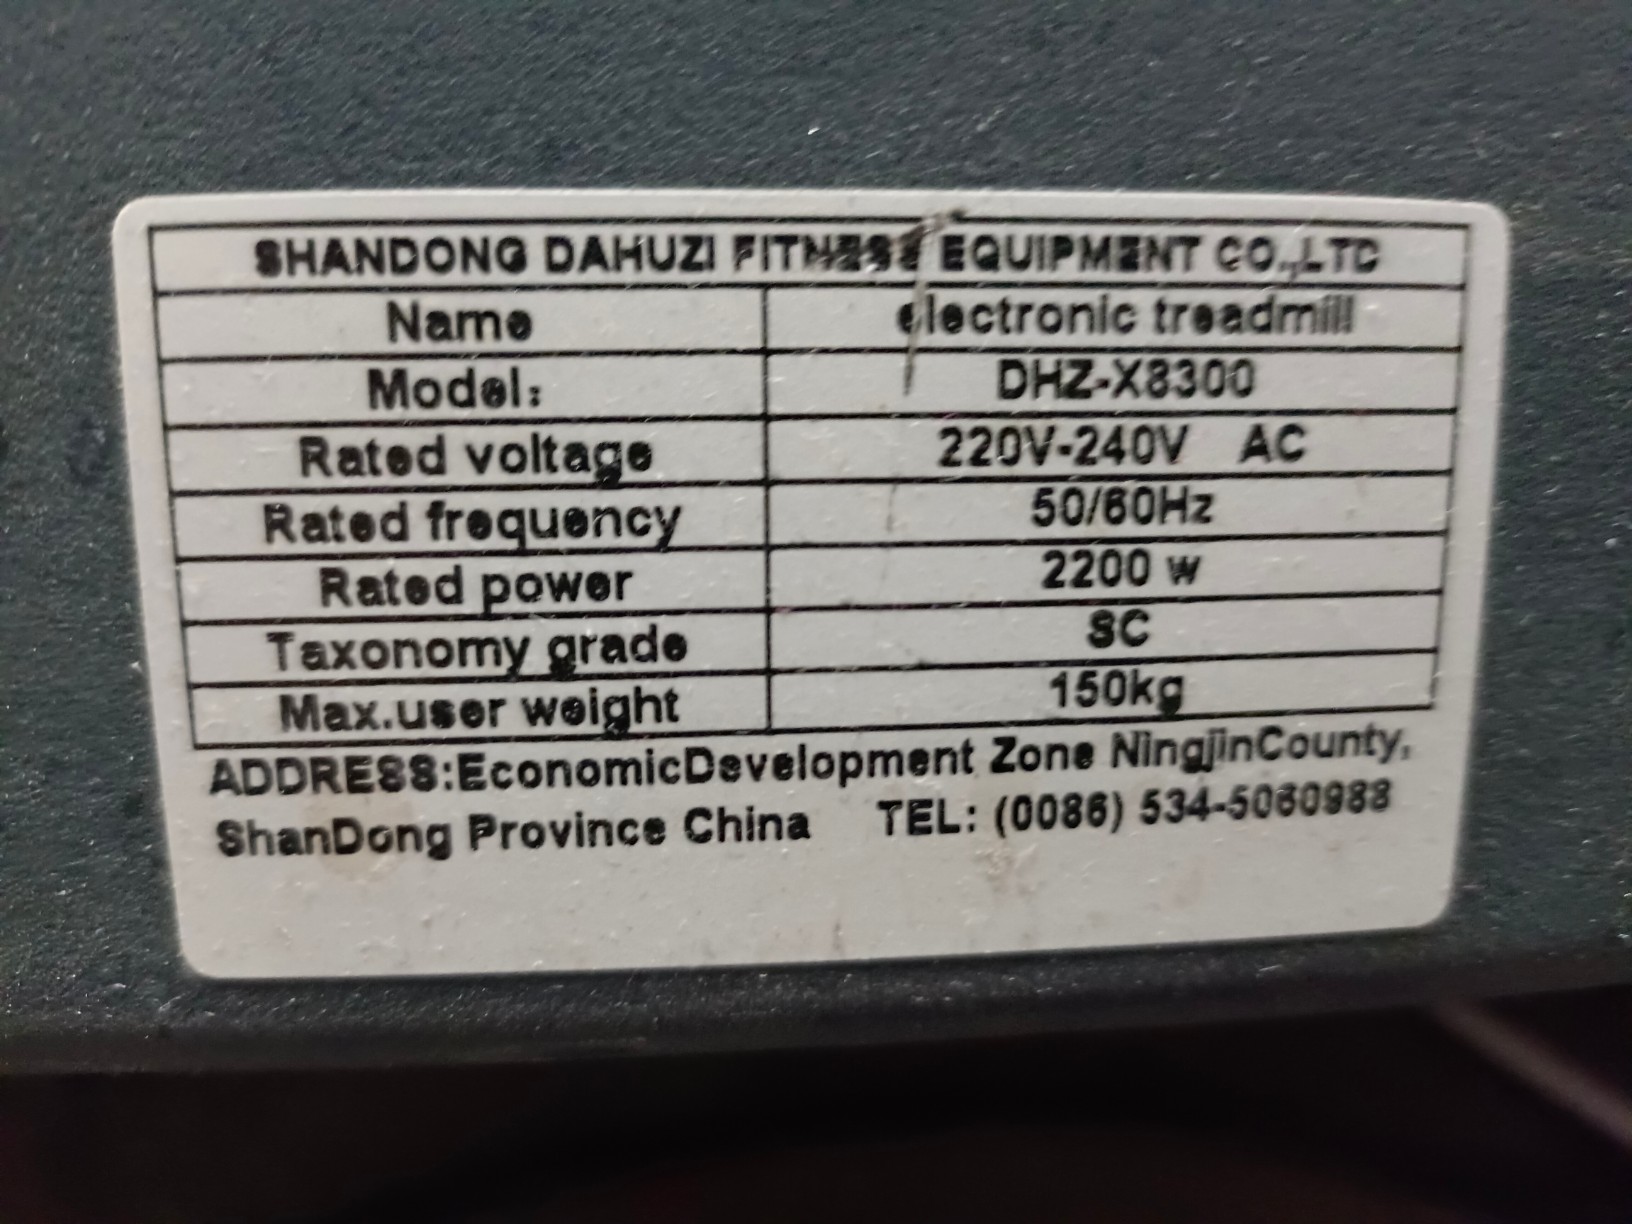 SHANDONG DAHUZI FITNESS EQUIPMENT CO.,LTD
Name electronic treadmill
Model: DHZ-X8300
Rated voltage 220V-240V AC
Rated frequency 50/60Hz
Rated power 2200 w
Taxonomy grade SC
Max.user weight 150kg
ADDRESS:EconomicDevelopment Zone NingjinCounty,
ShanDong Province China TEL: (0086) 534-5060988